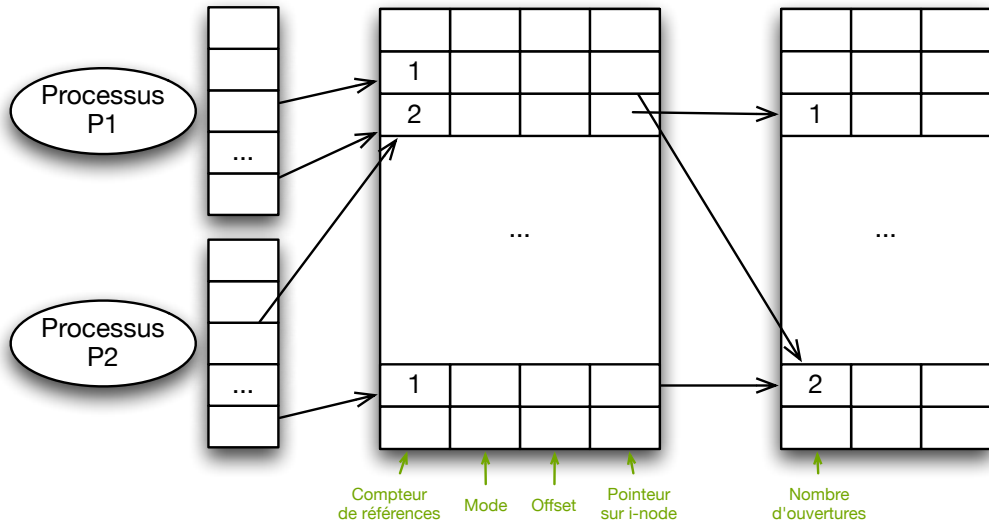 Processus
P1
...
Processus
P2
...
1
2
...
1
1
...
2
Compteur
de références
Mode
Offset
Pointeur
sur i-node
Nombre
d'ouvertures